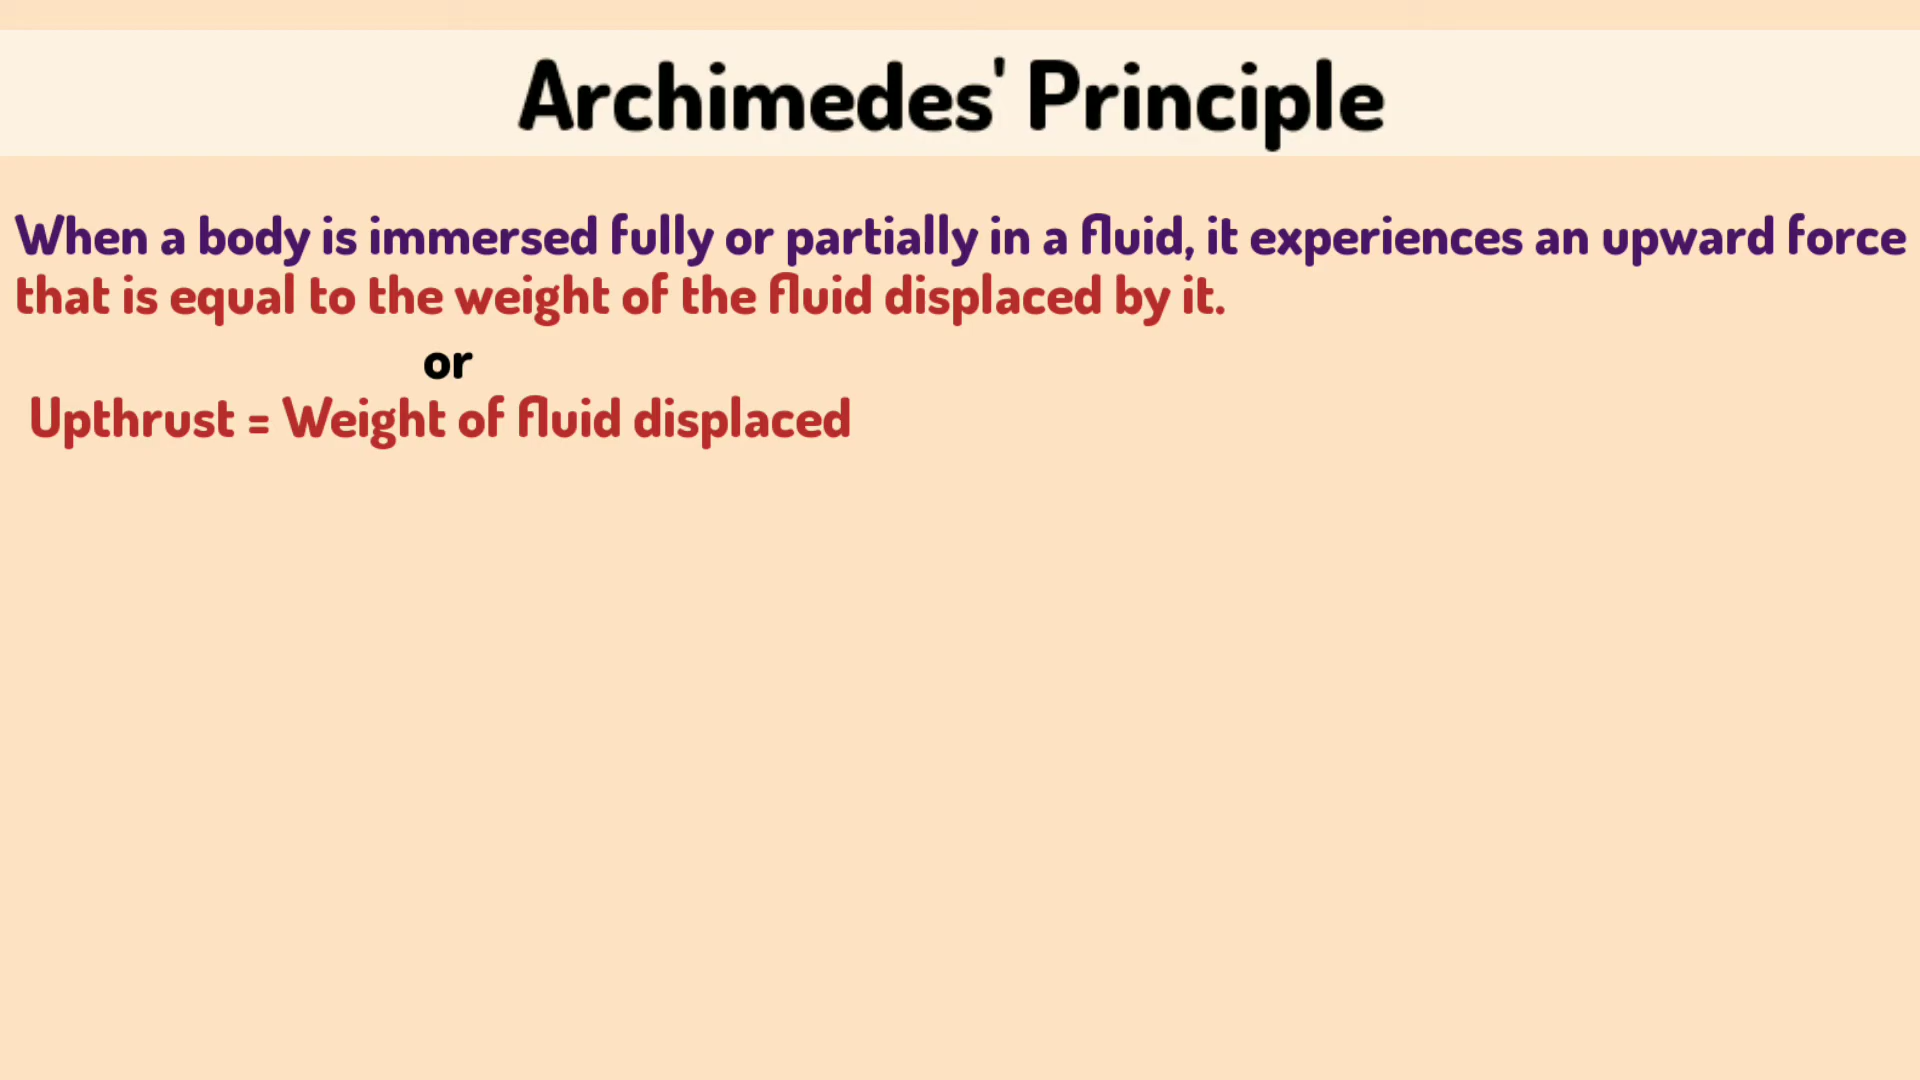 Archimedes' Principle
When a body is immersed fully or partially in a fluid, it experiences an upward force
that is equal to the weight of the fluid displaced by it.
or
Upthrust = Weight of fluid displaced